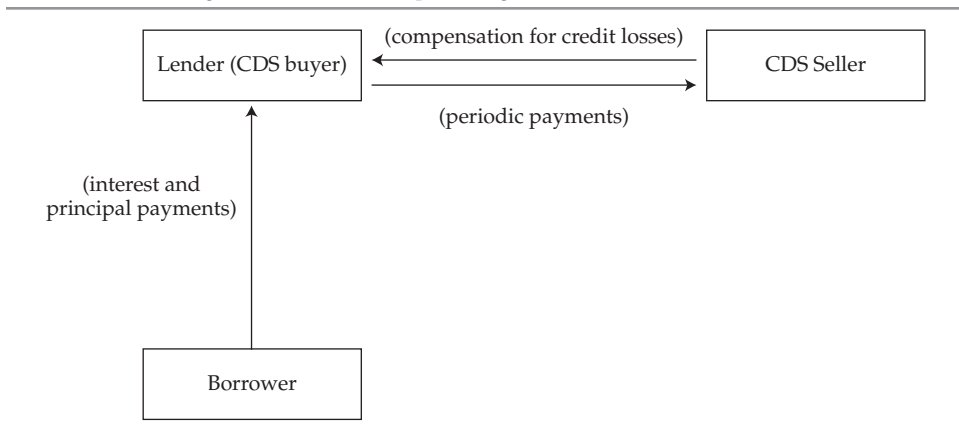 (compensation for credit losses)
Lender (CDS buyer)
CDS Seller
(periodic payments)
(interest and
principal payments)
Borrower